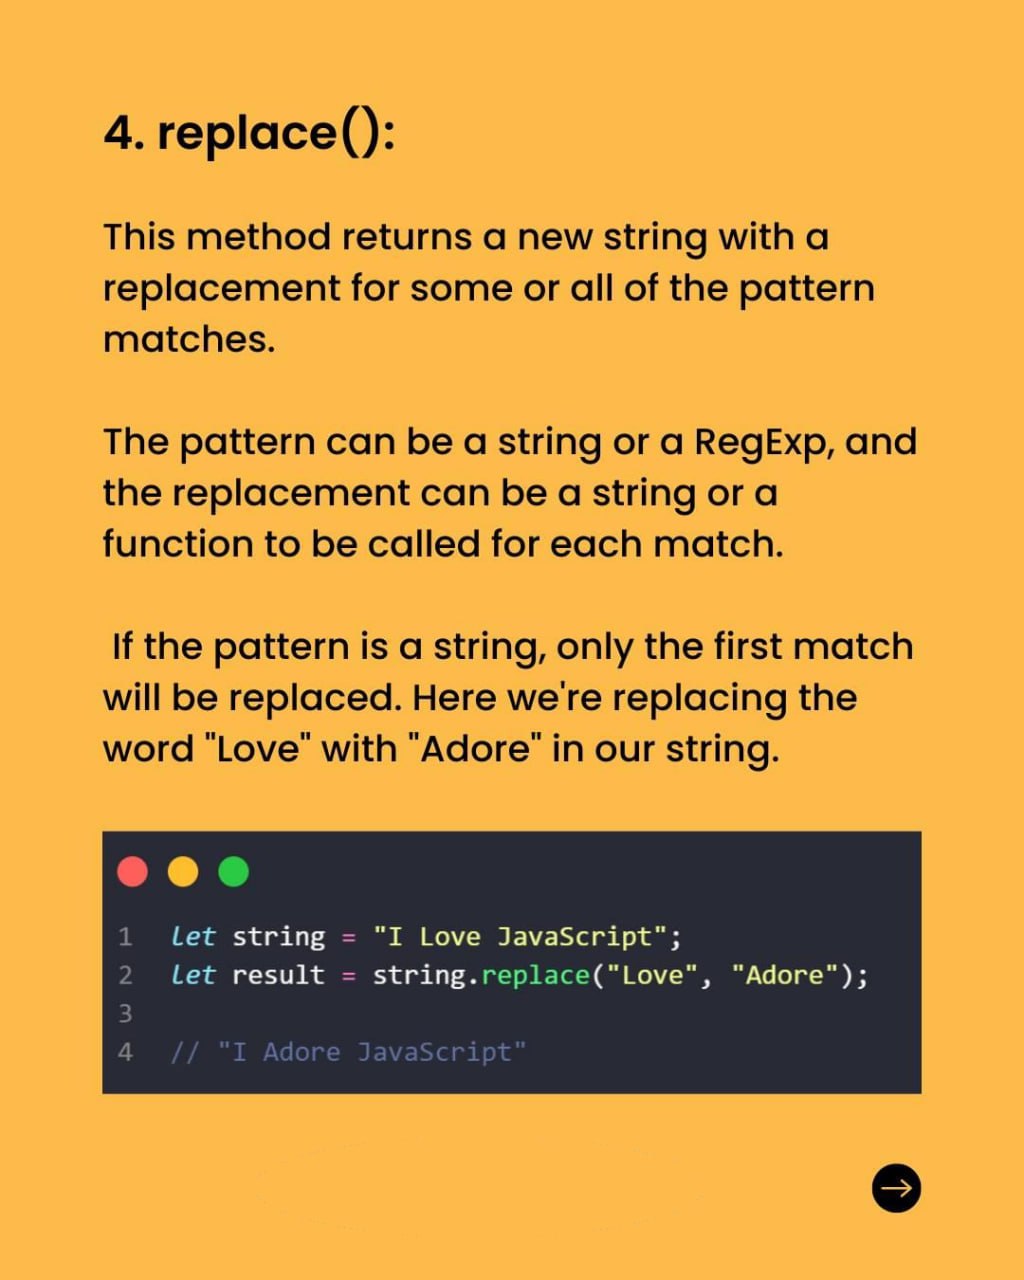 4. replace():
This method returns a new string with a
replacement for some or all of the pattern
matches.
The pattern can be a string or a RegExp, and
the replacement can be a string or a
function to be called for each match.
If the pattern is a string, only the first match
will be replaced. Here we're replacing the
word "Love" with "Adore" in our string.
1 let string = "I Love JavaScript";
2 let result = string.replace("Love", "Adore");
3
4 // "I Adore JavaScript"